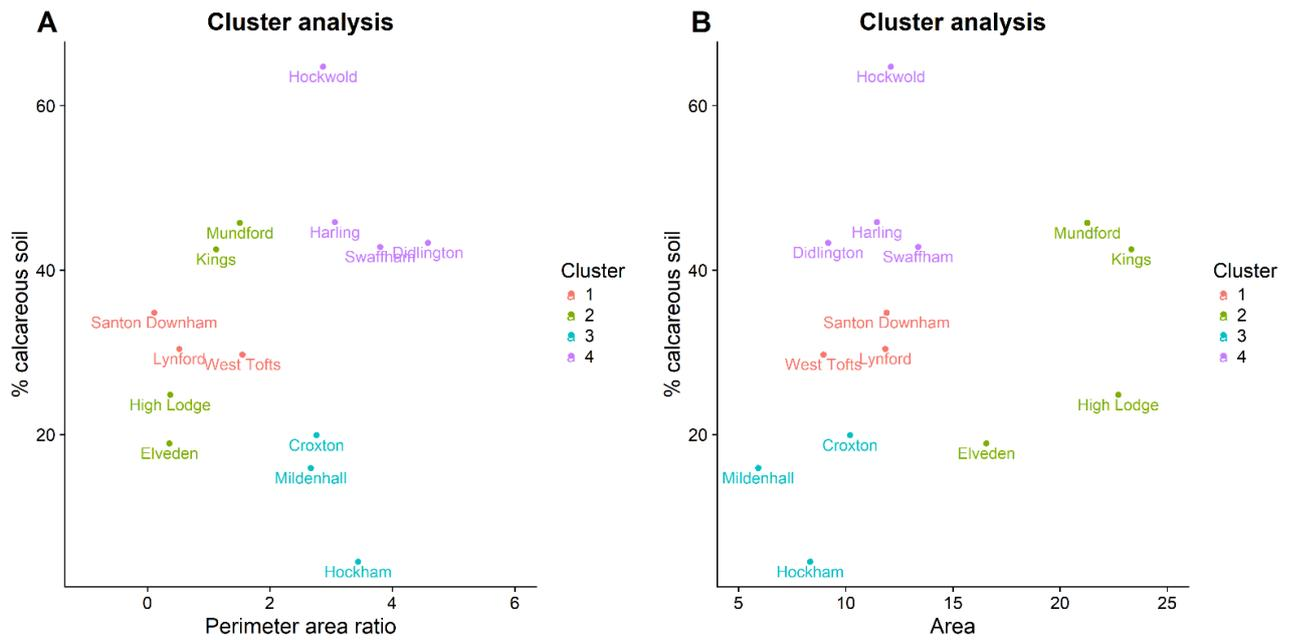 A
Cluster analysis
Hockwold
60
Mundford
Harling
Kings
Swaffham
Didlington
40
Santon Downham
Lynford
West Tofts
High Lodge
20
Croxton
Elveden
Mildenhall
Hockham
0 2 4 6
Perimeter area ratio
% calcareous soil
Cluster
1
2
3
4
B
Cluster analysis
Hockwold
60
Harling
Mundford
Didlington
Swaffham
Kings
40
Santon Downham
West Tofts
Lynford
High Lodge
20
Croxton
Elveden
Mildenhall
Hockham
5 10 15 20 25
Area
% calcareous soil
Cluster
1
2
3
4